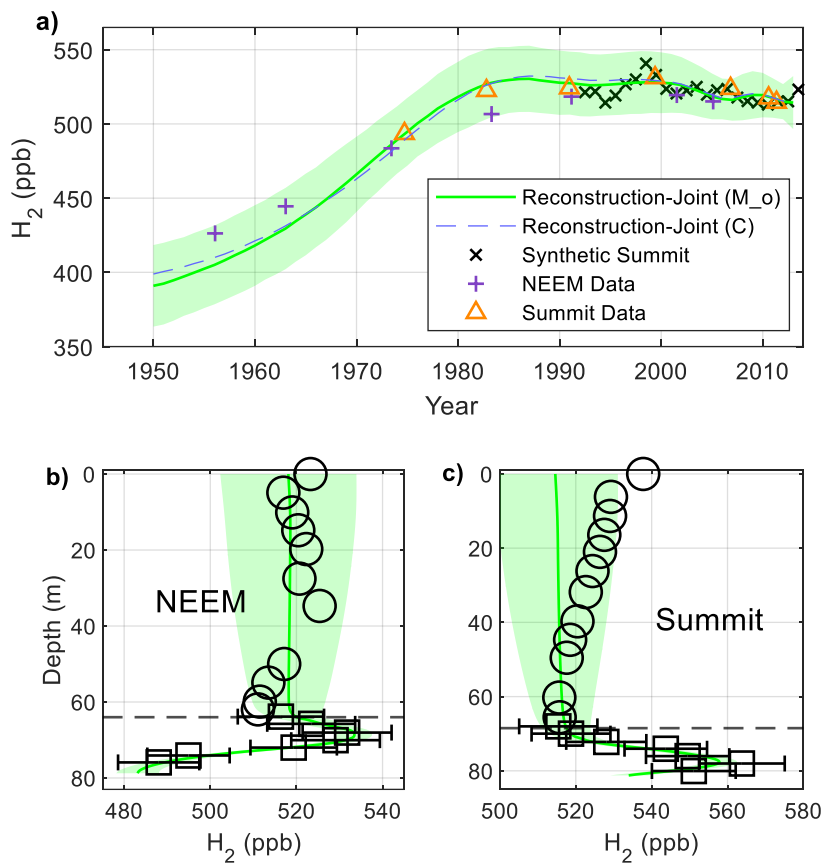 a)
550
500
450
400
350
H2 (ppb)
Reconstruction-Joint (M_o)
Reconstruction-Joint (C)
Synthetic Summit
NEEM Data
Summit Data
1950 1960 1970 1980 1990 2000 2010
Year
b)
0
20
40
60
80
Depth (m)
NEEM
480 500 520 540
H2 (ppb)
c)
0
20
40
60
80
Summit
500 520 540 560 580
H2 (ppb)